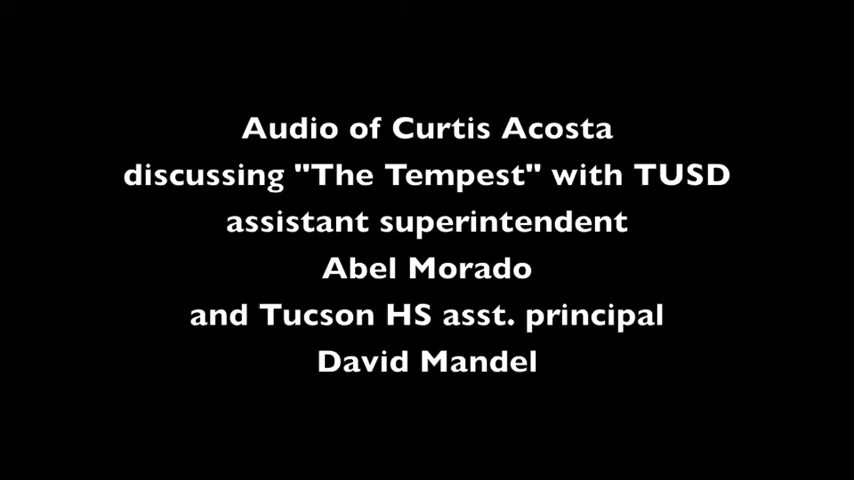 Audio of Curtis Acosta
discussing "The Tempest" with TUSD
assistant superintendent
Abel Morado
and Tucson HS asst. principal
David Mandel